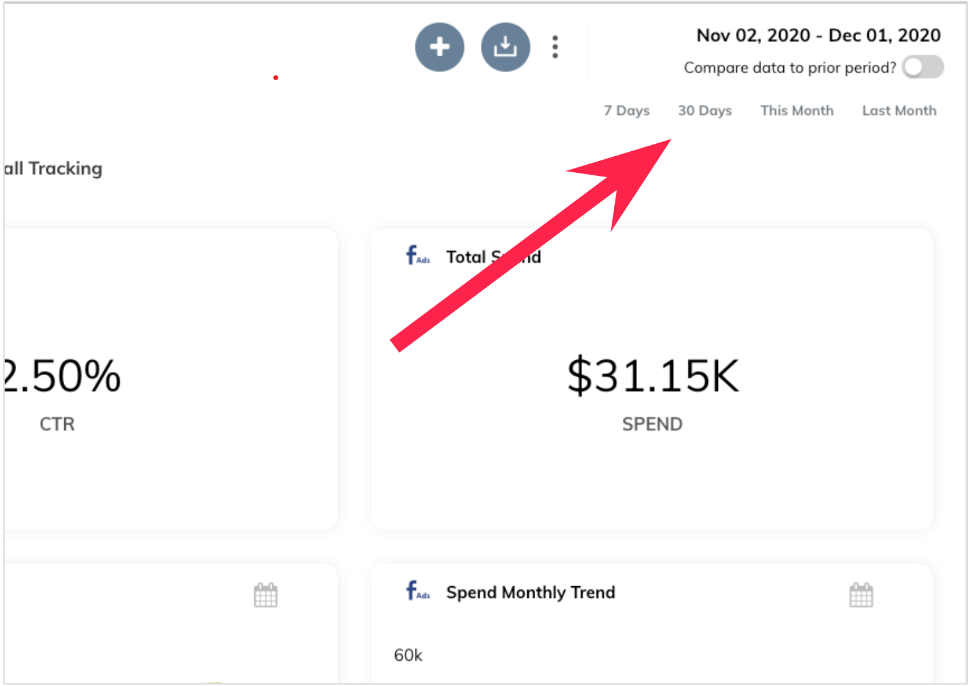 Nov 02, 2020 - Dec 01, 2020
Compare data to prior period?
7 Days 30 Days This Month Last Month
all Tracking
f Ads Total S nd
2.50%
CTR
$31.15K
SPEND
f Ads Spend Monthly Trend
60k